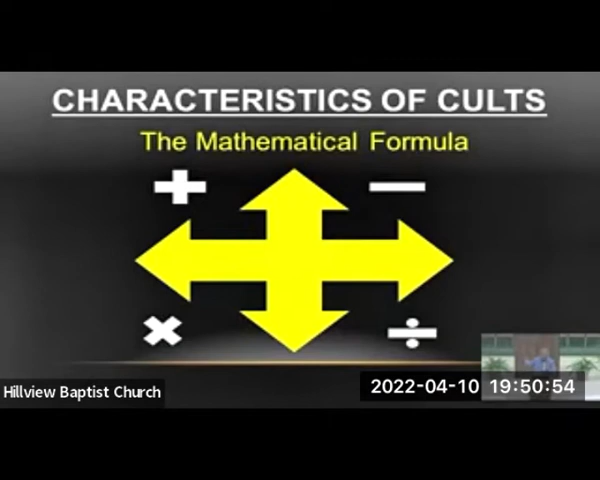 CHARACTERISTICS OF CULTS
The Mathematical Formula
+ −
× ÷
Hillview Baptist Church
2022-04-10 19:50:54